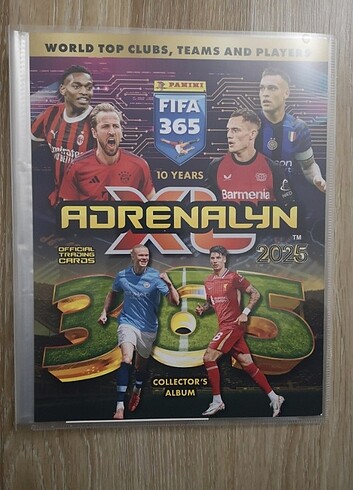 WORLD TOP CLUBS, TEAMS AND PLAYERS
PANINI
FIFA
365
10 YEARS
Barmenia
XL
ADRENALYN
TM
OFFICIAL
TRADING
CARDS
2025
365
COLLECTOR'S
ALBUM